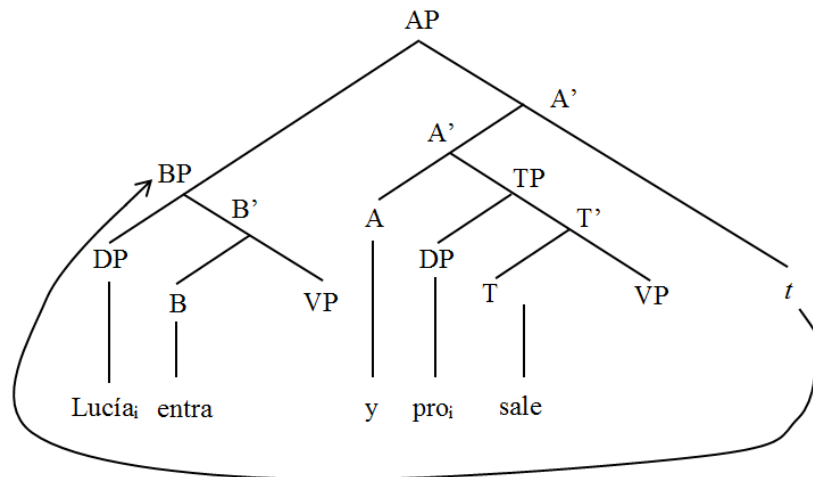 AP
A’
A’
BP
TP
B’
A
T’
DP
DP
B
VP
T
VP
t
Lucíaᵢ entra y proᵢ sale